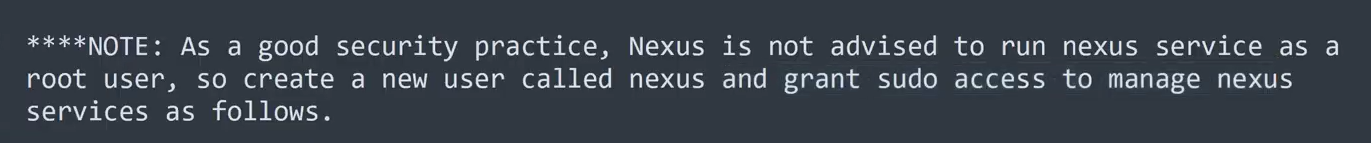 ****NOTE: As a good security practice, Nexus is not advised to run nexus service as a
root user, so create a new user called nexus and grant sudo access to manage nexus
services as follows.